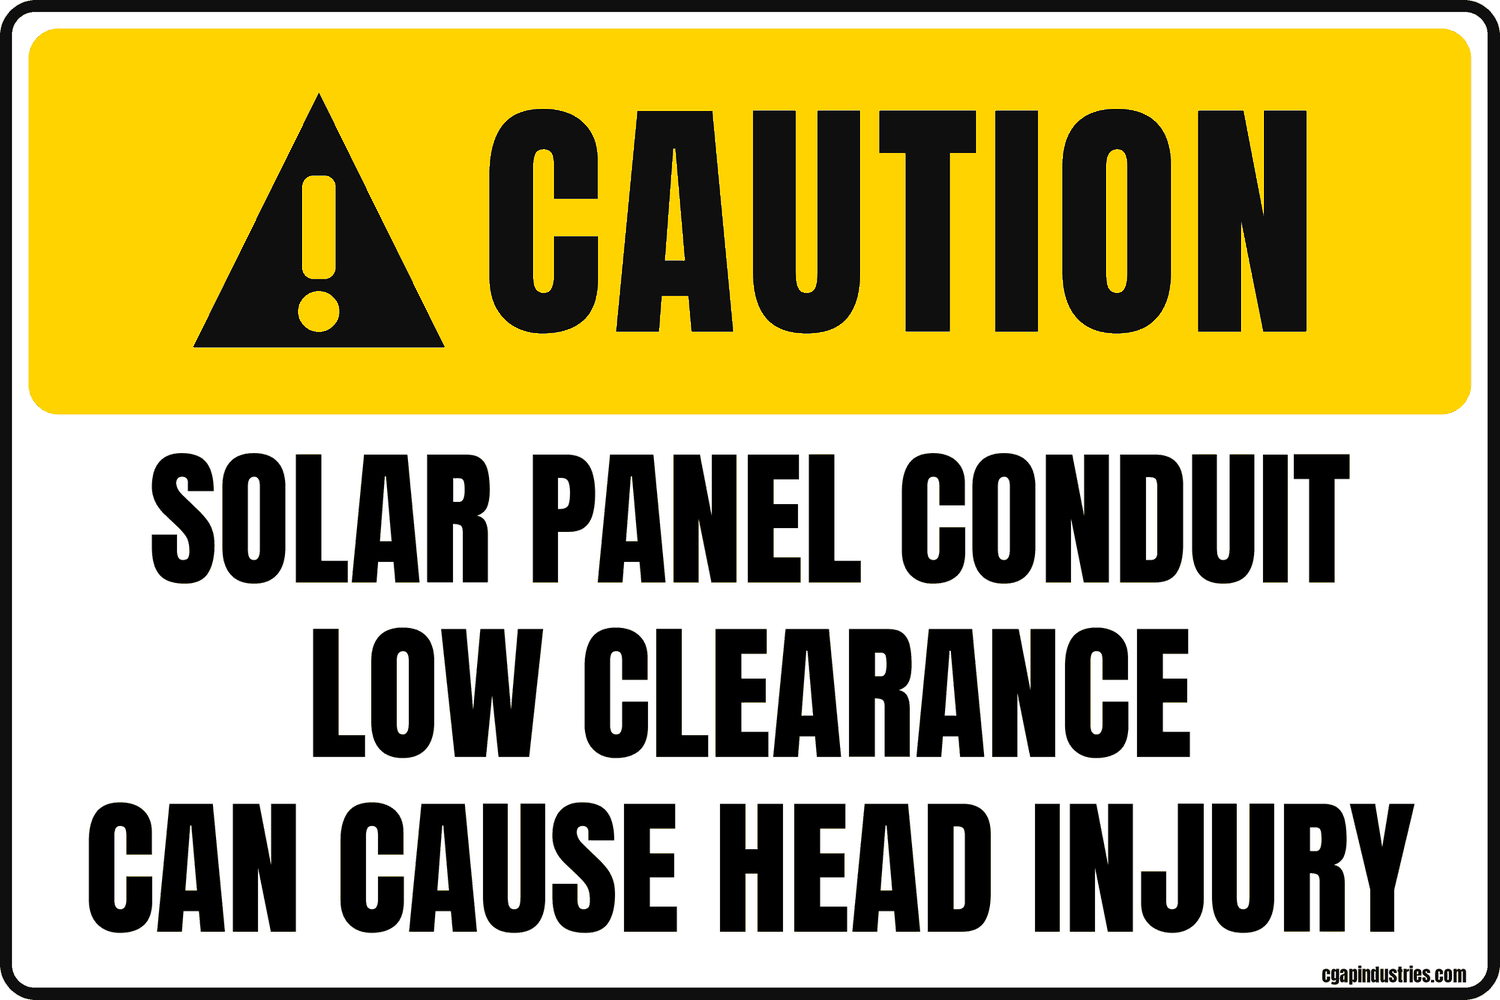 CAUTION
SOLAR PANEL CONDUIT
LOW CLEARANCE
CAN CAUSE HEAD INJURY
cgapindustries.com